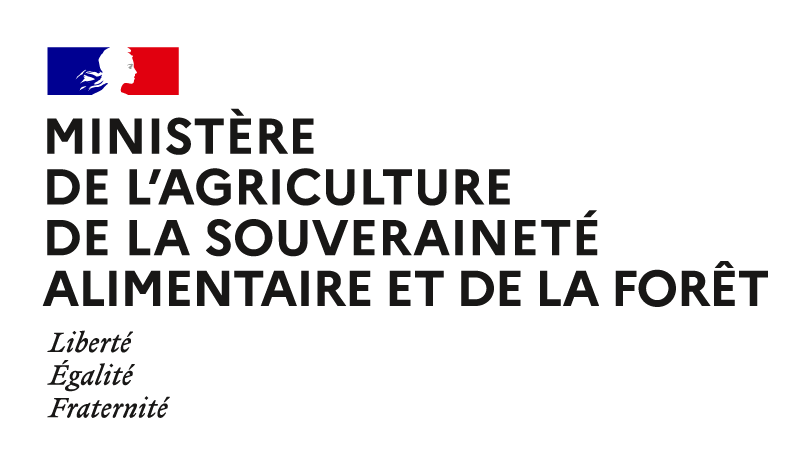 MINISTÈRE
DE L’AGRICULTURE
DE LA SOUVERAINETÉ
ALIMENTAIRE ET DE LA FORÊT
Liberté
Égalité
Fraternité